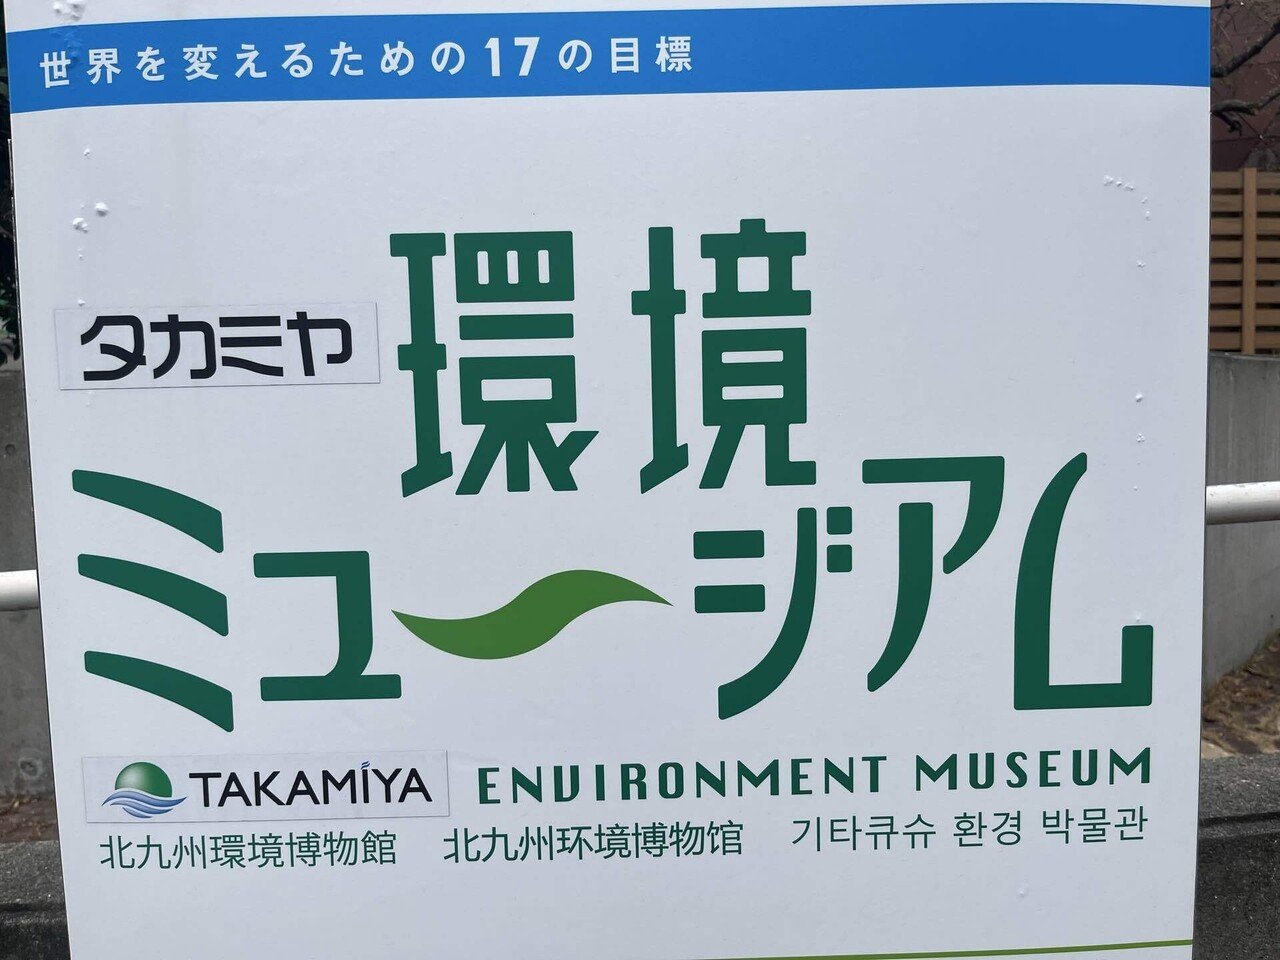 世界を変えるための17の目標
タカミヤ 環境
ミュージアム
TAKAMIYA ENVIRONMENT MUSEUM
北九州環境博物館 北九州环境博物馆 기타큐슈 환경 박물관